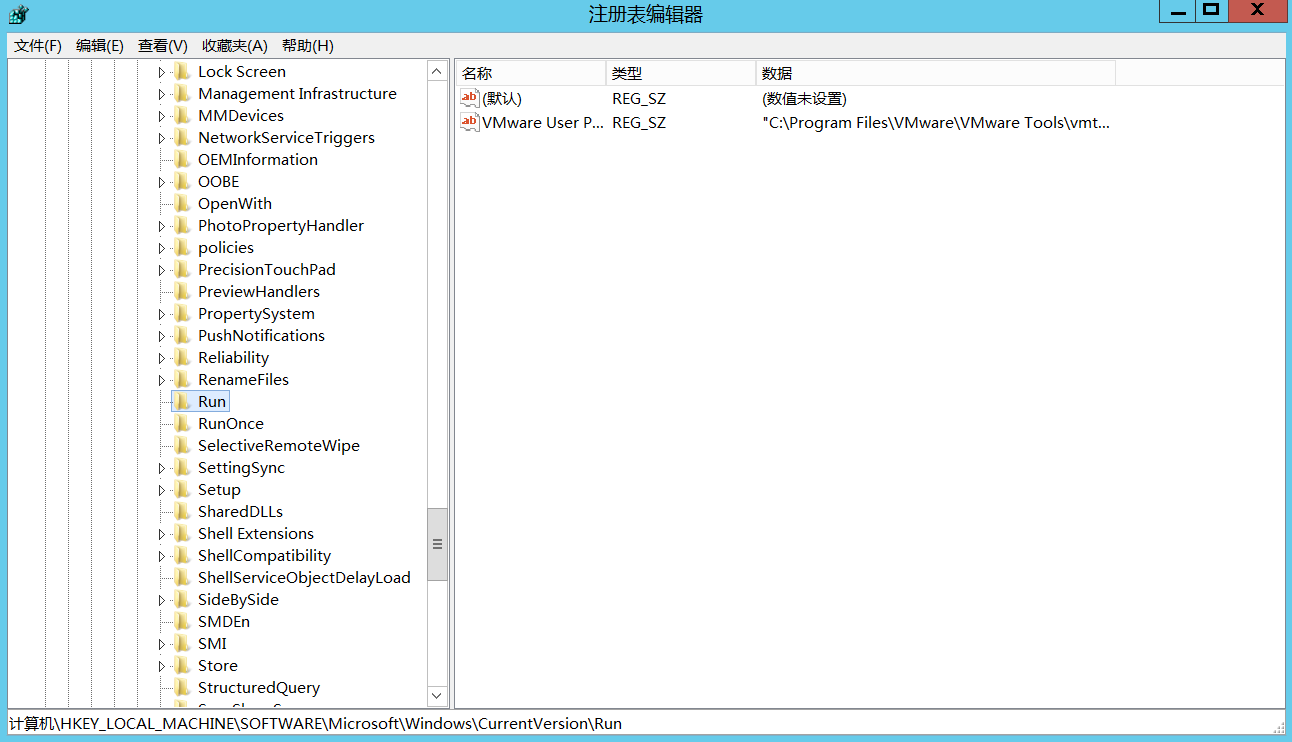 注册表编辑器
文件(F) 编辑(E) 查看(V) 收藏夹(A) 帮助(H)
Lock Screen
Management Infrastructure
MMDevices
NetworkServiceTriggers
OEMInformation
OOBE
OpenWith
PhotoPropertyHandler
policies
PrecisionTouchPad
PreviewHandlers
PropertySystem
PushNotifications
Reliability
RenameFiles
Run
RunOnce
SelectiveRemoteWipe
SettingSync
Setup
SharedDLLs
Shell Extensions
ShellCompatibility
ShellServiceObjectDelayLoad
SideBySide
SMDEn
SMI
Store
StructuredQuery
名称 类型 数据
ab (默认) REG_SZ (数值未设置)
ab VMware User P... REG_SZ "C:\Program Files\VMware\VMware Tools\vmt...
计算机\HKEY_LOCAL_MACHINE\SOFTWARE\Microsoft\Windows\CurrentVersion\Run